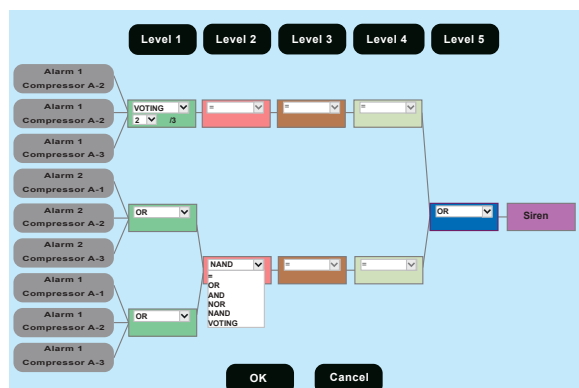 Level 1 Level 2 Level 3 Level 4 Level 5
Alarm 1
Compressor A-2
Alarm 1
Compressor A-2
Alarm 1
Compressor A-3
VOTING
2 /3
=
=
=
Alarm 2
Compressor A-1
Alarm 2
Compressor A-2
Alarm 2
Compressor A-3
OR
OR
Siren
Alarm 1
Compressor A-1
Alarm 1
Compressor A-2
Alarm 1
Compressor A-3
OR
NAND
=
OR
AND
NOR
NAND
VOTING
=
=
OK Cancel